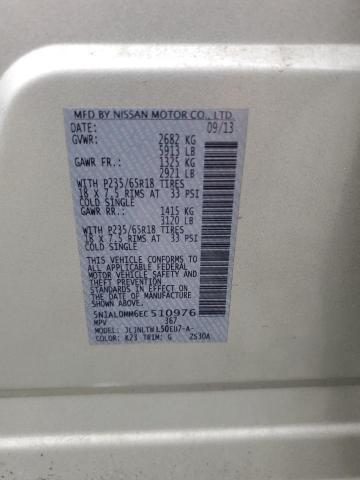 MFD BY NISSAN MOTOR CO., LTD.
DATE: 09/13
GVWR: 2682 KG
5913 LB
GAWR FR: 1325 KG
2921 LB
WITH P235/65R18 TIRES
18 X 7.5 RIMS AT 33 PSI
COLD SINGLE
GAWR RR: 1415 KG
3120 LB
WITH P235/65R18 TIRES
18 X 7.5 RIMS AT 33 PSI
COLD SINGLE
THIS VEHICLE CONFORMS TO
ALL APPLICABLE FEDERAL
MOTOR VEHICLE SAFETY
STANDARDS IN EFFECT ON
THE DATE OF MANUFACTURE
SHOWN ABOVE.
5N1AL0MM6EC510976
MPV 367
MODEL:
COLOR: K23 TRIM: G Z530A